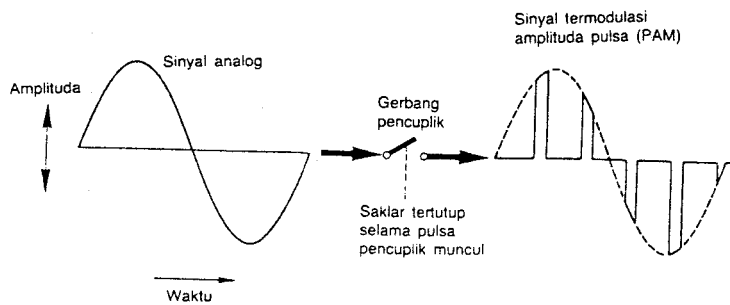 Sinyal termodulasi
amplituda pulsa (PAM)
Sinyal analog
Amplituda
Gerbang
pencuplik
Saklar tertutup
selama pulsa
pencuplik muncul
Waktu